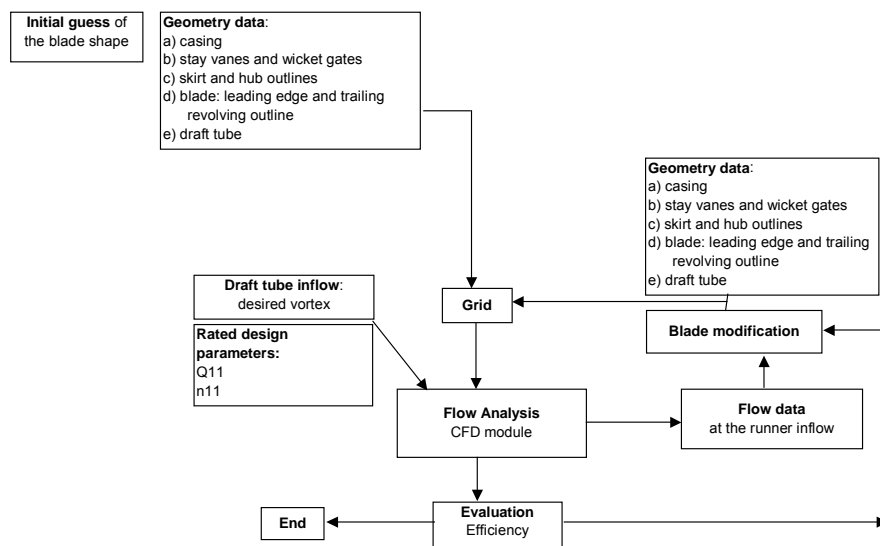 Initial guess of
the blade shape
Geometry data:
a) casing
b) stay vanes and wicket gates
c) skirt and hub outlines
d) blade: leading edge and trailing
revolving outline
e) draft tube
Geometry data:
a) casing
b) stay vanes and wicket gates
c) skirt and hub outlines
d) blade: leading edge and trailing
revolving outline
e) draft tube
Draft tube inflow:
desired vortex
Grid
Blade modification
Rated design
parameters:
Q11
n11
Flow Analysis
CFD module
Flow data
at the runner inflow
End
Evaluation
Efficiency